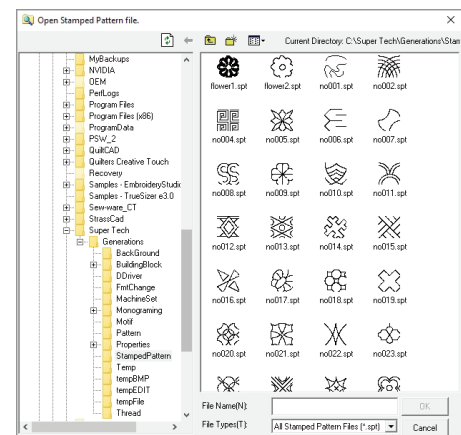 Open Stamped Pattern file.
Current Directory: C:\Super Tech\Generations\Stan
MyBackups
NVIDIA
OEM
PerfLogs
Program Files
Program Files (x86)
ProgramData
PSW_2
QuiltCAD
Quilters Creative Touch
Recovery
Samples - EmbroideryStudio
Samples - TrueSizer e3.0
Sew-ware_CT
StrassCad
Super Tech
Generations
BackGround
BuildingBlock
DDriver
FmtChange
MachineSet
Monograming
Motif
Pattern
Properties
StampedPattern
Temp
tempBMP
tempEDIT
tempFile
Thread
flower1.spt flower2.spt no001.spt no002.spt
no004.spt no005.spt no006.spt no007.spt
no008.spt no009.spt no010.spt no011.spt
no012.spt no013.spt no014.spt no015.spt
no016.spt no017.spt no018.spt no019.spt
no020.spt no021.spt no022.spt no023.spt
File Name(N): OK
File Types(T): All Stamped Pattern Files (*.spt) Cancel